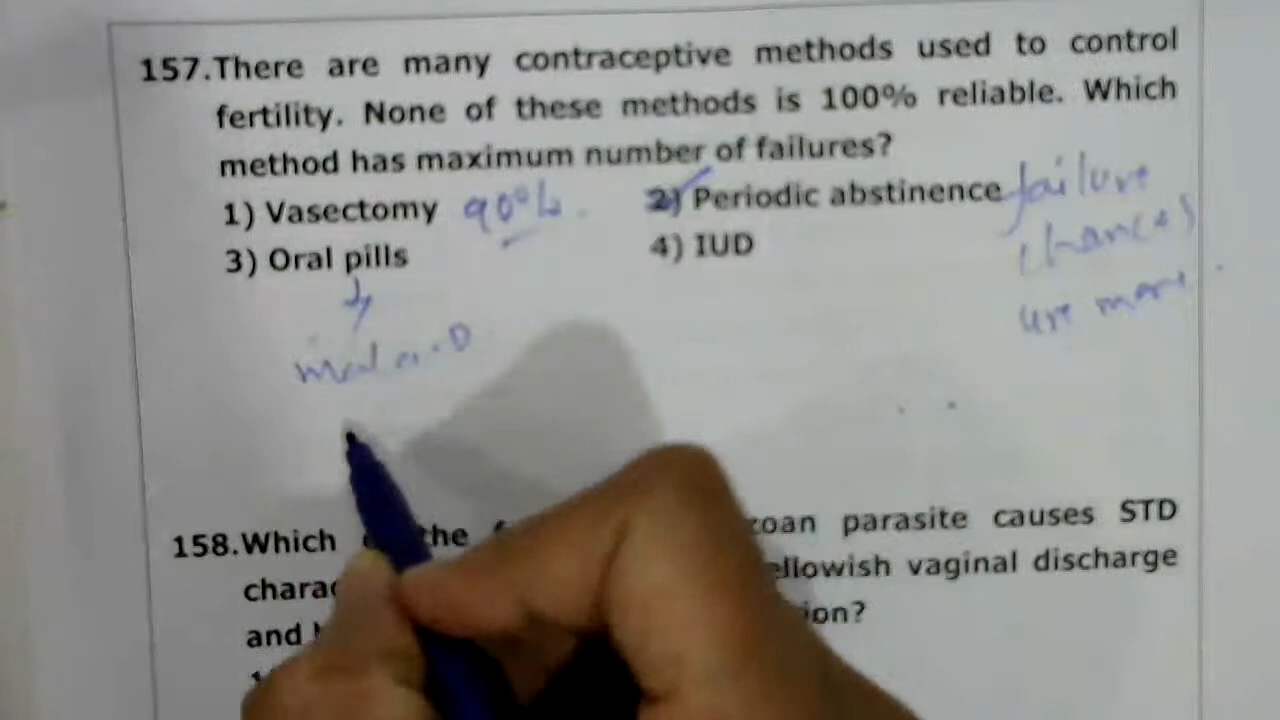 157.There are many contraceptive methods used to control
fertility. None of these methods is 100% reliable. Which
method has maximum number of failures?
1) Vasectomy 90% 2) Periodic abstinence failure
chances
3) Oral pills 4) IUD
are more
mala-D
158.Which the zoan parasite causes STD
ellowish vaginal discharge
and ion?